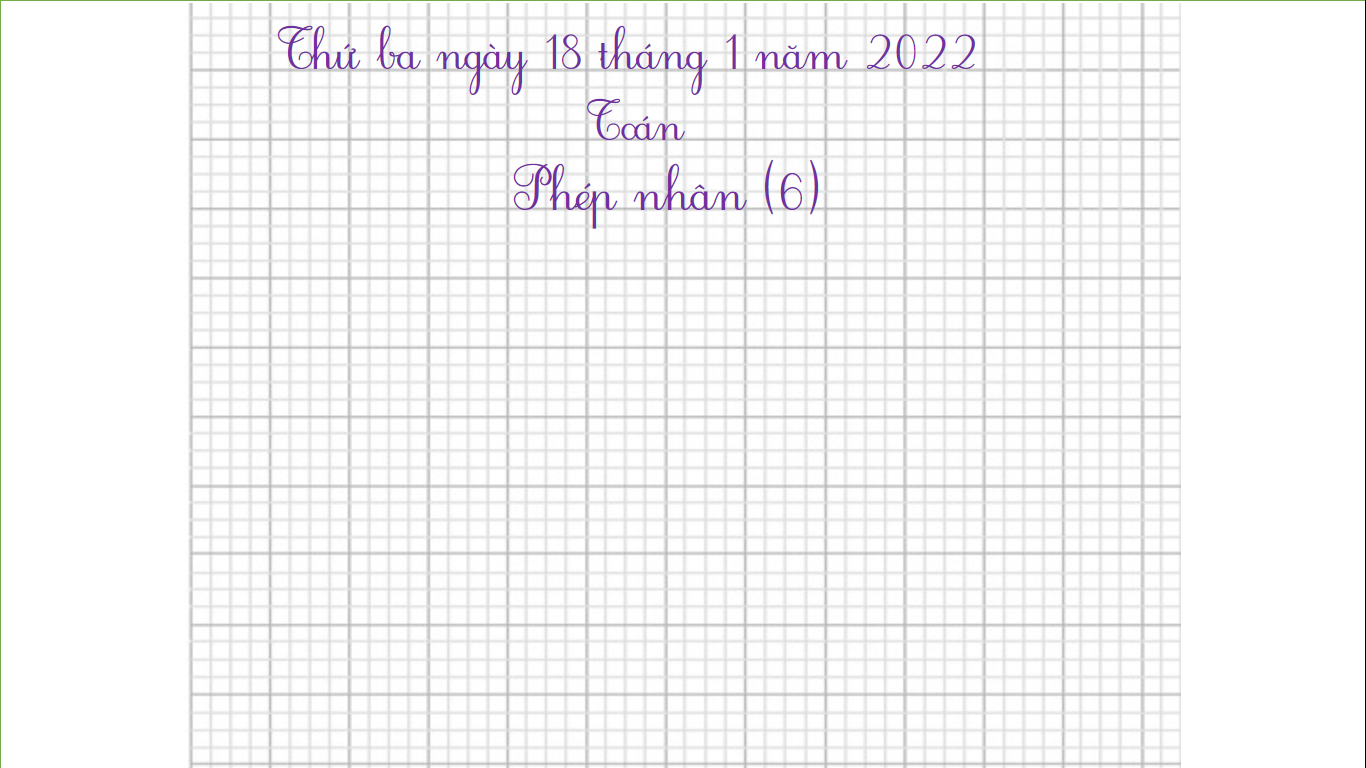 Thứ ba ngày 18 tháng 1 năm 2022
Toán
Phép nhân (6)